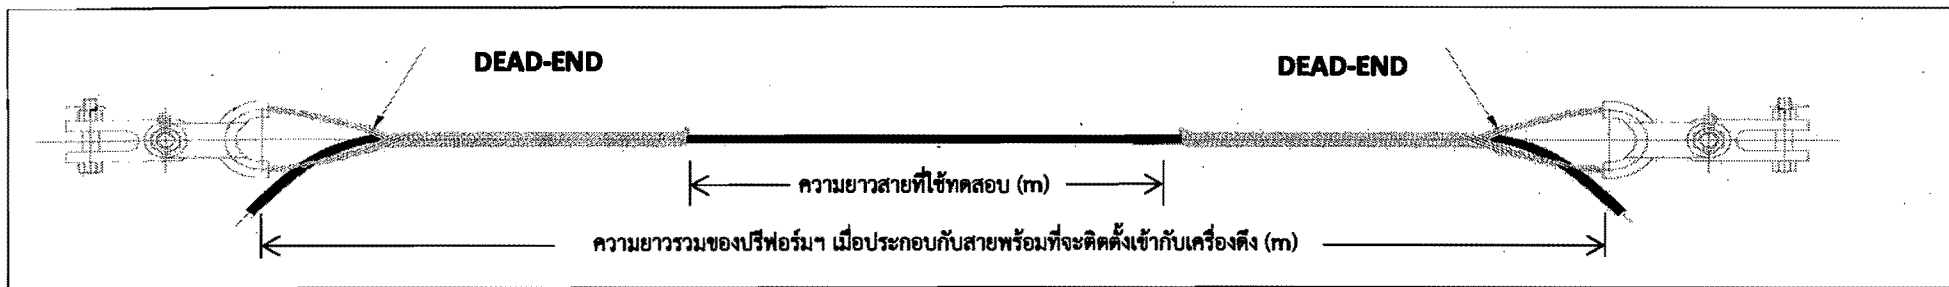 DEAD-END
DEAD-END
ความยาวสายที่ใช้ทดสอบ (m)
ความยาวรวมของปรีฟอร์มฯ เมื่อประกอบกับสายพร้อมที่จะติดตั้งเข้ากับเครื่องดึง (m)